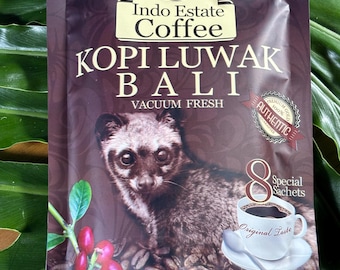 Indo Estate
Coffee
KOPI LUWAK
BALI
VACUUM FRESH
AUTHENTIC
8 Special
Sachets
Original Taste